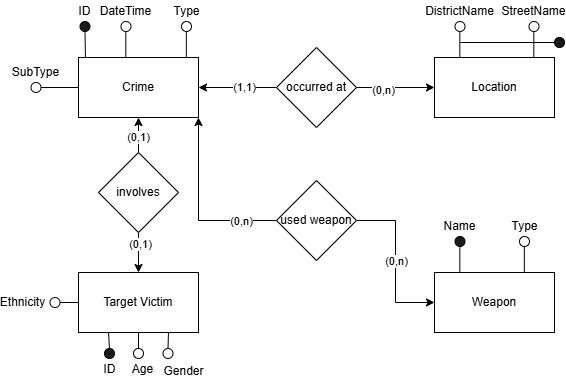 ID DateTime Type
DistrictName StreetName
SubType
Crime
(1,1) occurred at (0,n)
Location
(0,1)
involves
(0,n) used weapon
Name Type
(0,1)
(0,n)
Ethnicity
Target Victim
Weapon
ID Age Gender